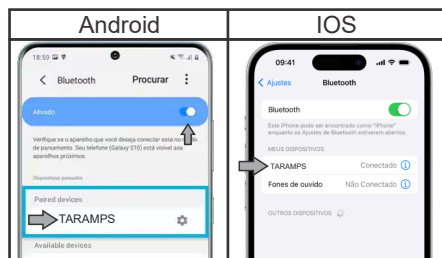 Android
IOS
18:59
Bluetooth
Procurar
Ativado
Verifique se o aparelho que você deseja conectar está no modo
de pareamento. Seu telefone (Galaxy S10) está visível aos
aparelhos próximos.
Dispositivos pareados
Paired devices
TARAMPS
Available devices
09:41
Ajustes
Bluetooth
Bluetooth
Este iPhone pode ser encontrado como "iPhone"
enquanto os Ajustes de Bluetooth estiverem abertos.
MEUS DISPOSITIVOS
TARAMPS Conectado
Fones de ouvido Não Conectado
OUTROS DISPOSITIVOS